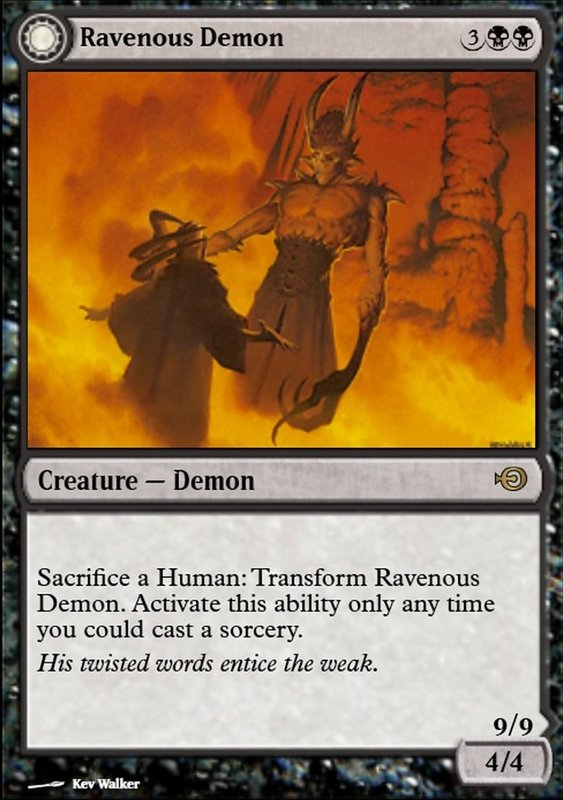 Ravenous Demon
3
Creature — Demon
Sacrifice a Human: Transform Ravenous
Demon. Activate this ability only any time
you could cast a sorcery.
His twisted words entice the weak.
9/9
4/4
Kev Walker